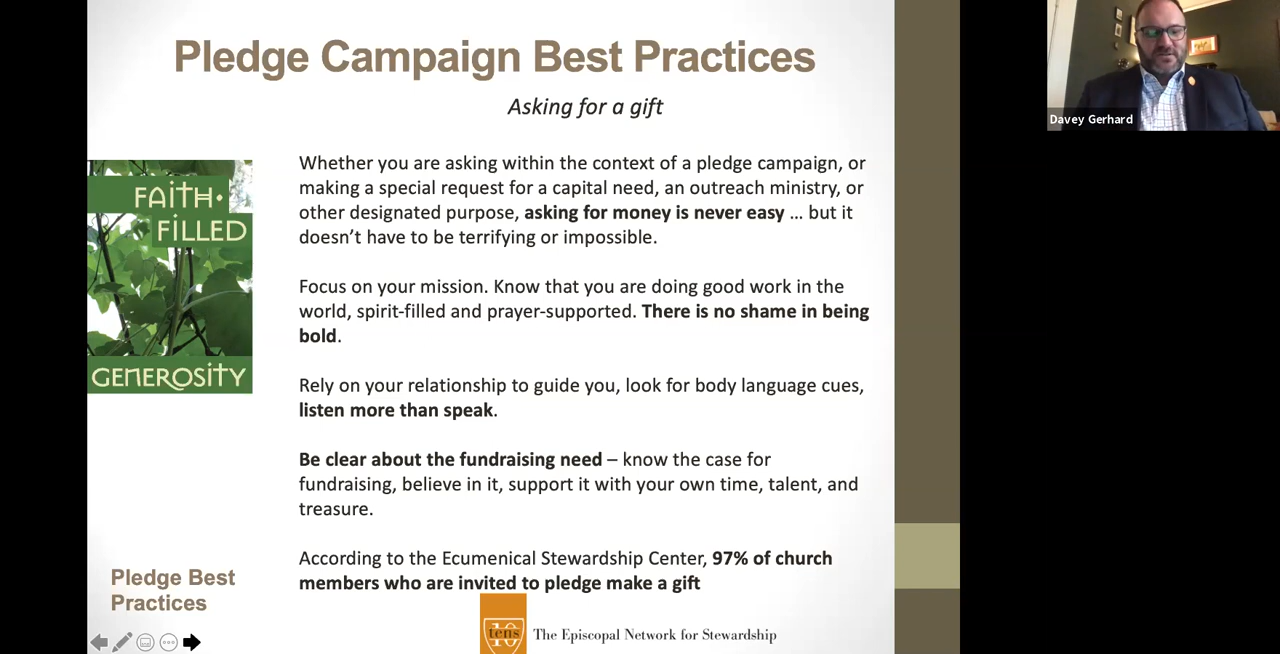 Pledge Campaign Best Practices
Asking for a gift
Davey Gerhard
FAITH·
FILLED
GENEROSITY
Whether you are asking within the context of a pledge campaign, or
making a special request for a capital need, an outreach ministry, or
other designated purpose, asking for money is never easy … but it
doesn’t have to be terrifying or impossible.
Focus on your mission. Know that you are doing good work in the
world, spirit-filled and prayer-supported. There is no shame in being
bold.
Rely on your relationship to guide you, look for body language cues,
listen more than speak.
Be clear about the fundraising need – know the case for
fundraising, believe in it, support it with your own time, talent, and
treasure.
According to the Ecumenical Stewardship Center, 97% of church
members who are invited to pledge make a gift
Pledge Best
Practices
tens
10
The Episcopal Network for Stewardship